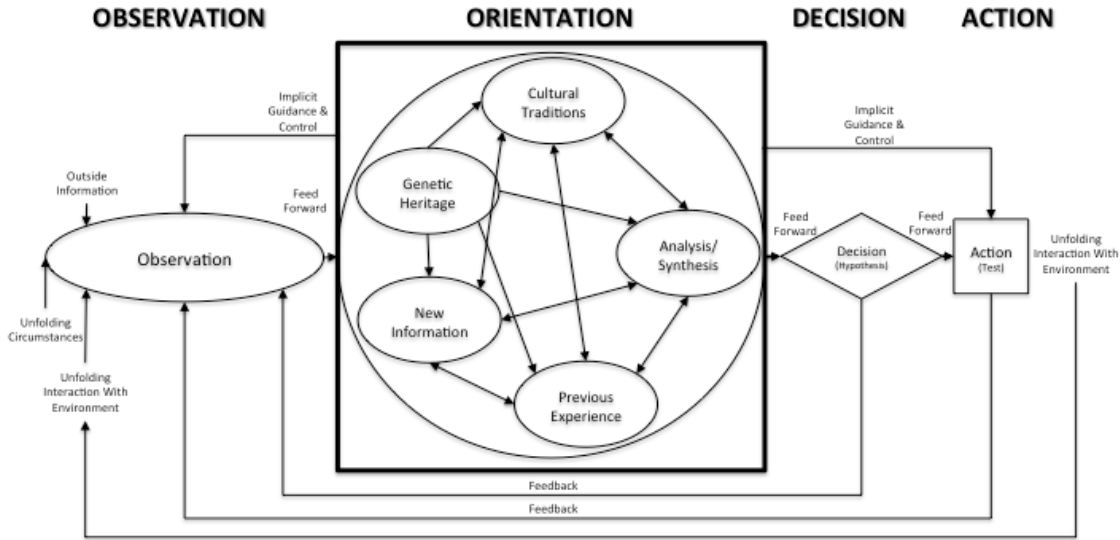 OBSERVATION
ORIENTATION
DECISION
ACTION
Implicit
Guidance &
Control
Outside
Information
Feed
Forward
Observation
Unfolding
Circumstances
Unfolding
Interaction With
Environment
Cultural
Traditions
Genetic
Heritage
Analysis/
Synthesis
New
Information
Previous
Experience
Implicit
Guidance &
Control
Feed
Forward
Decision
(Hypothesis)
Feed
Forward
Action
(Test)
Unfolding
Interaction With
Environment
Feedback
Feedback